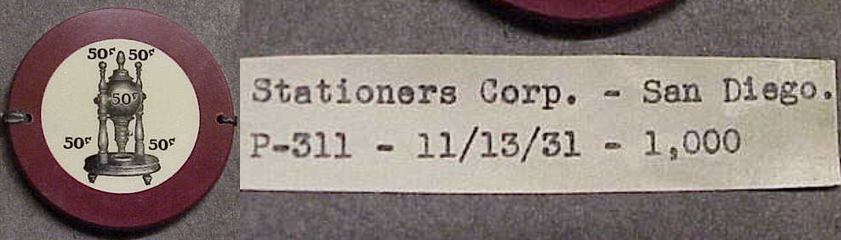 50¢ 50¢
50¢
50¢ 50¢
Stationers Corp. - San Diego.
P-311 - 11/13/31 - 1,000